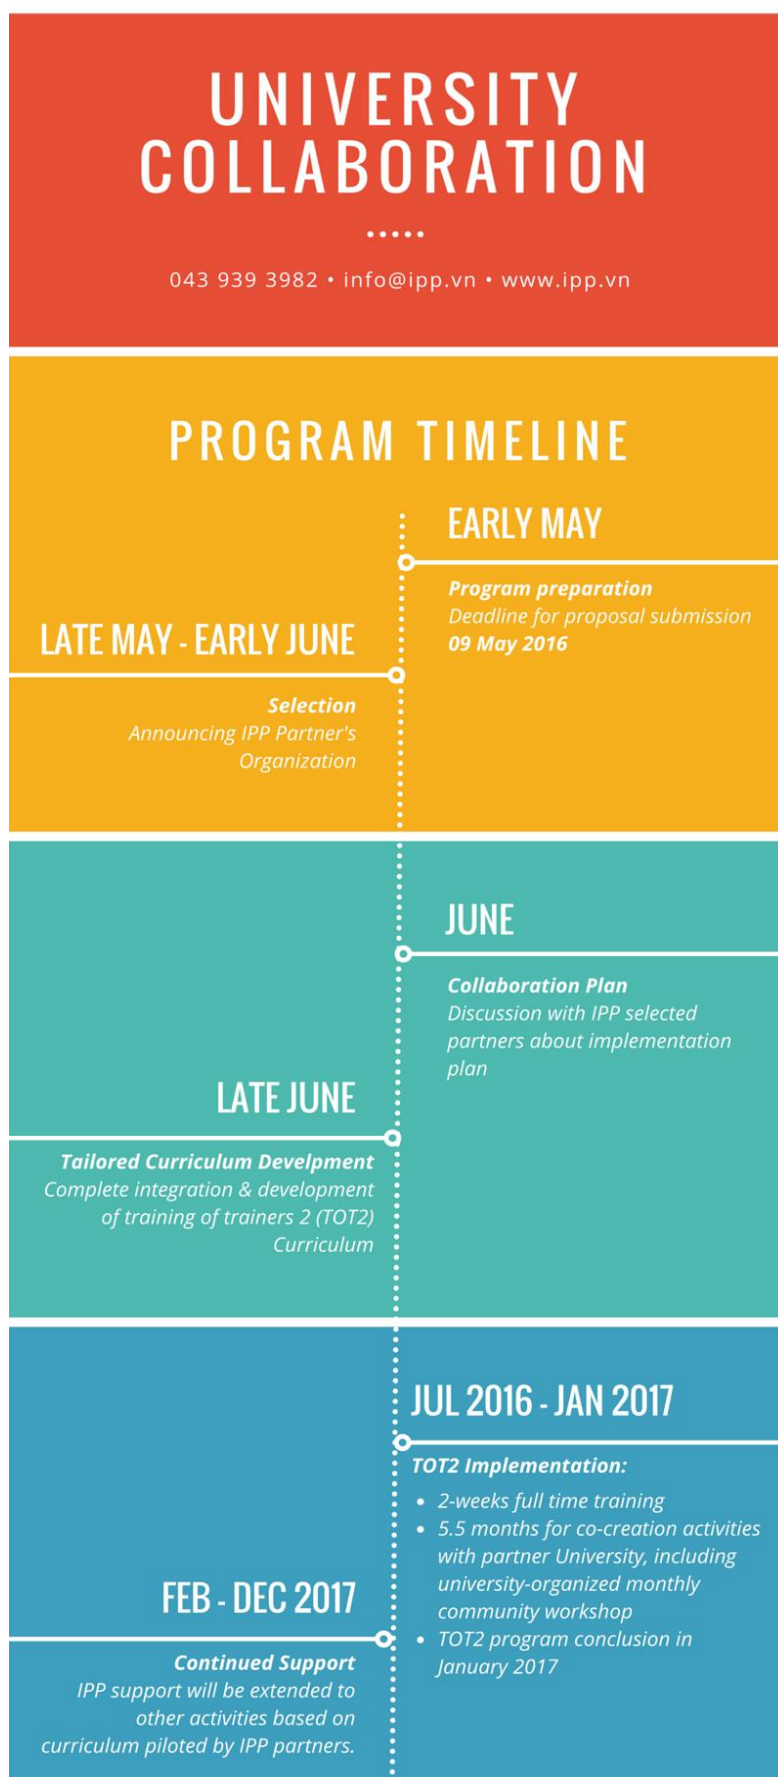 UNIVERSITY
COLLABORATION
.....
043 939 3982 • info@ipp.vn • www.ipp.vn
PROGRAM TIMELINE
EARLY MAY
Program preparation
Deadline for proposal submission
09 May 2016
LATE MAY - EARLY JUNE
Selection
Announcing IPP Partner's
Organization
JUNE
Collaboration Plan
Discussion with IPP selected
partners about implementation
plan
LATE JUNE
Tailored Curriculum Develpment
Complete integration & development
of training of trainers 2 (TOT2)
Curriculum
JUL 2016 - JAN 2017
TOT2 Implementation:
• 2-weeks full time training
• 5.5 months for co-creation activities
with partner University, including
university-organized monthly
community workshop
• TOT2 program conclusion in
January 2017
FEB - DEC 2017
Continued Support
IPP support will be extended to
other activities based on
curriculum piloted by IPP partners.